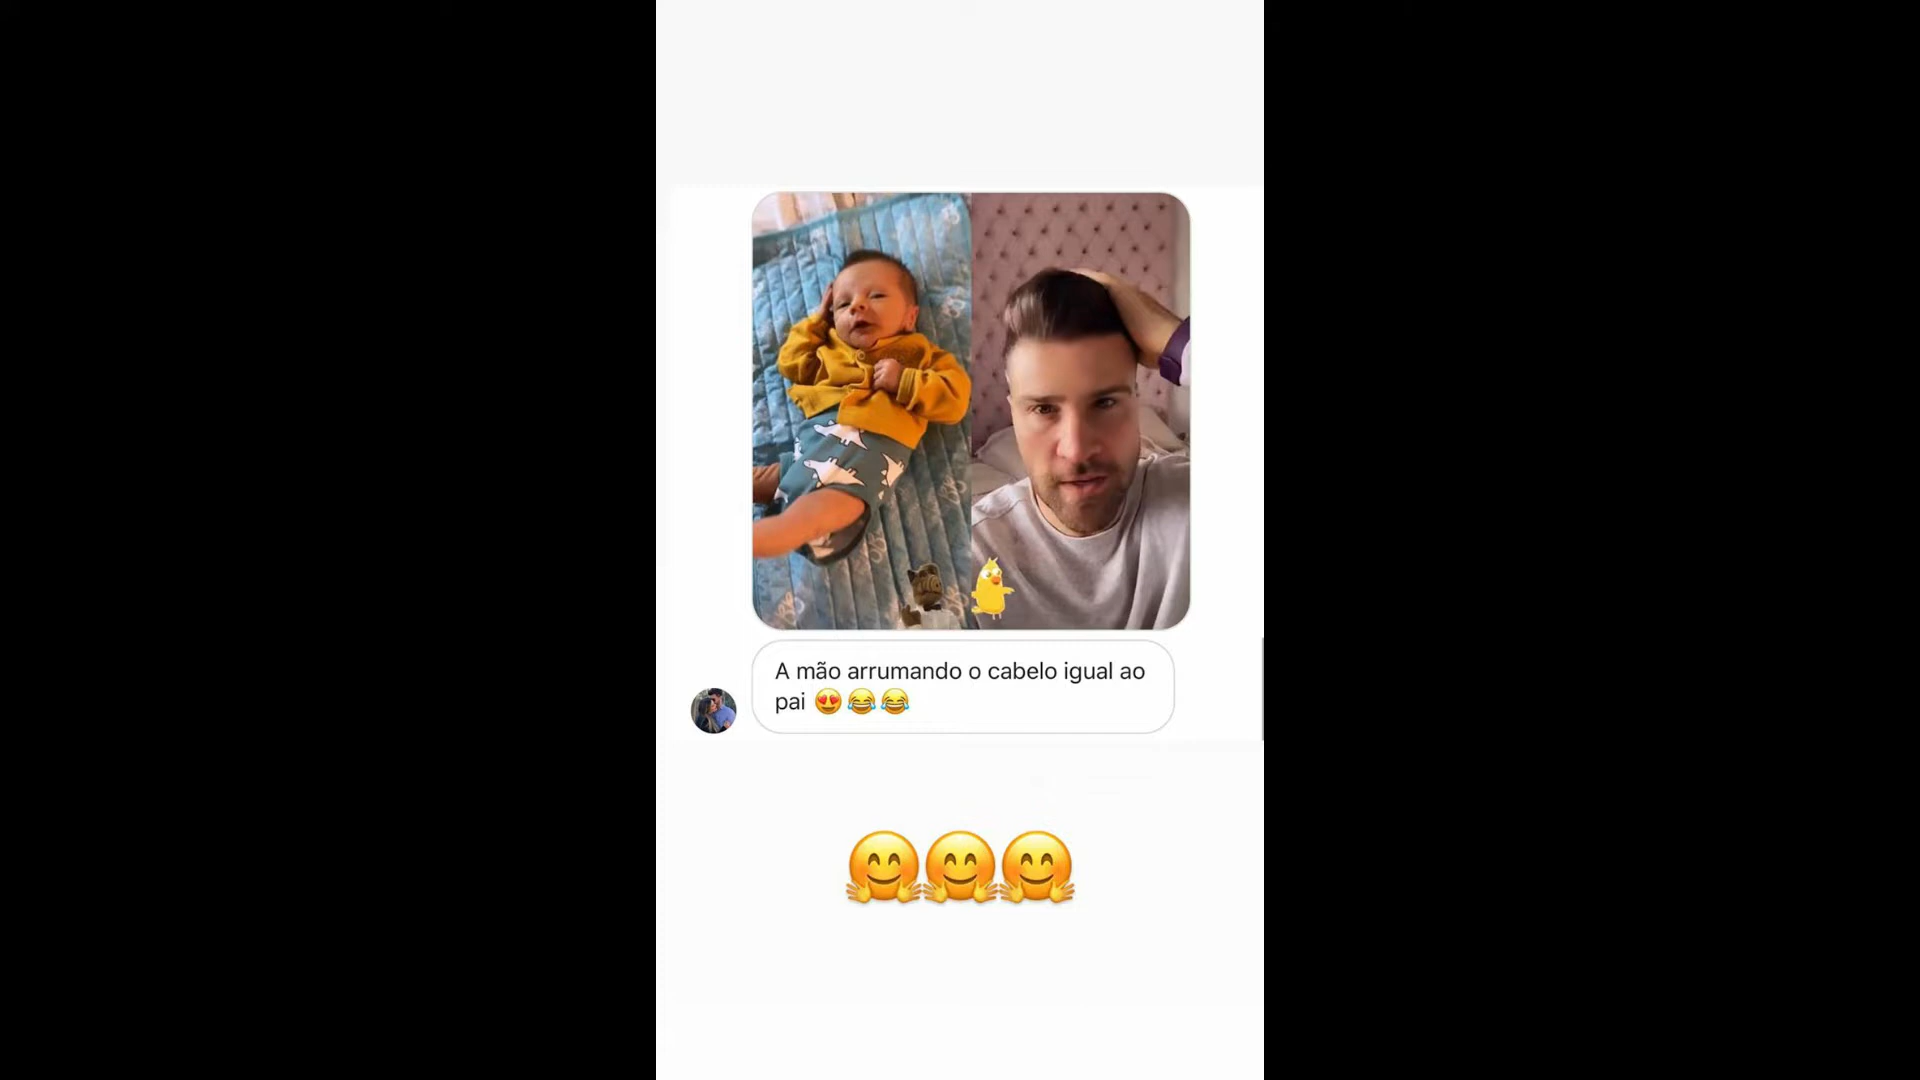 A mão arrumando o cabelo igual ao
pai 😍😂😂
🤗🤗🤗